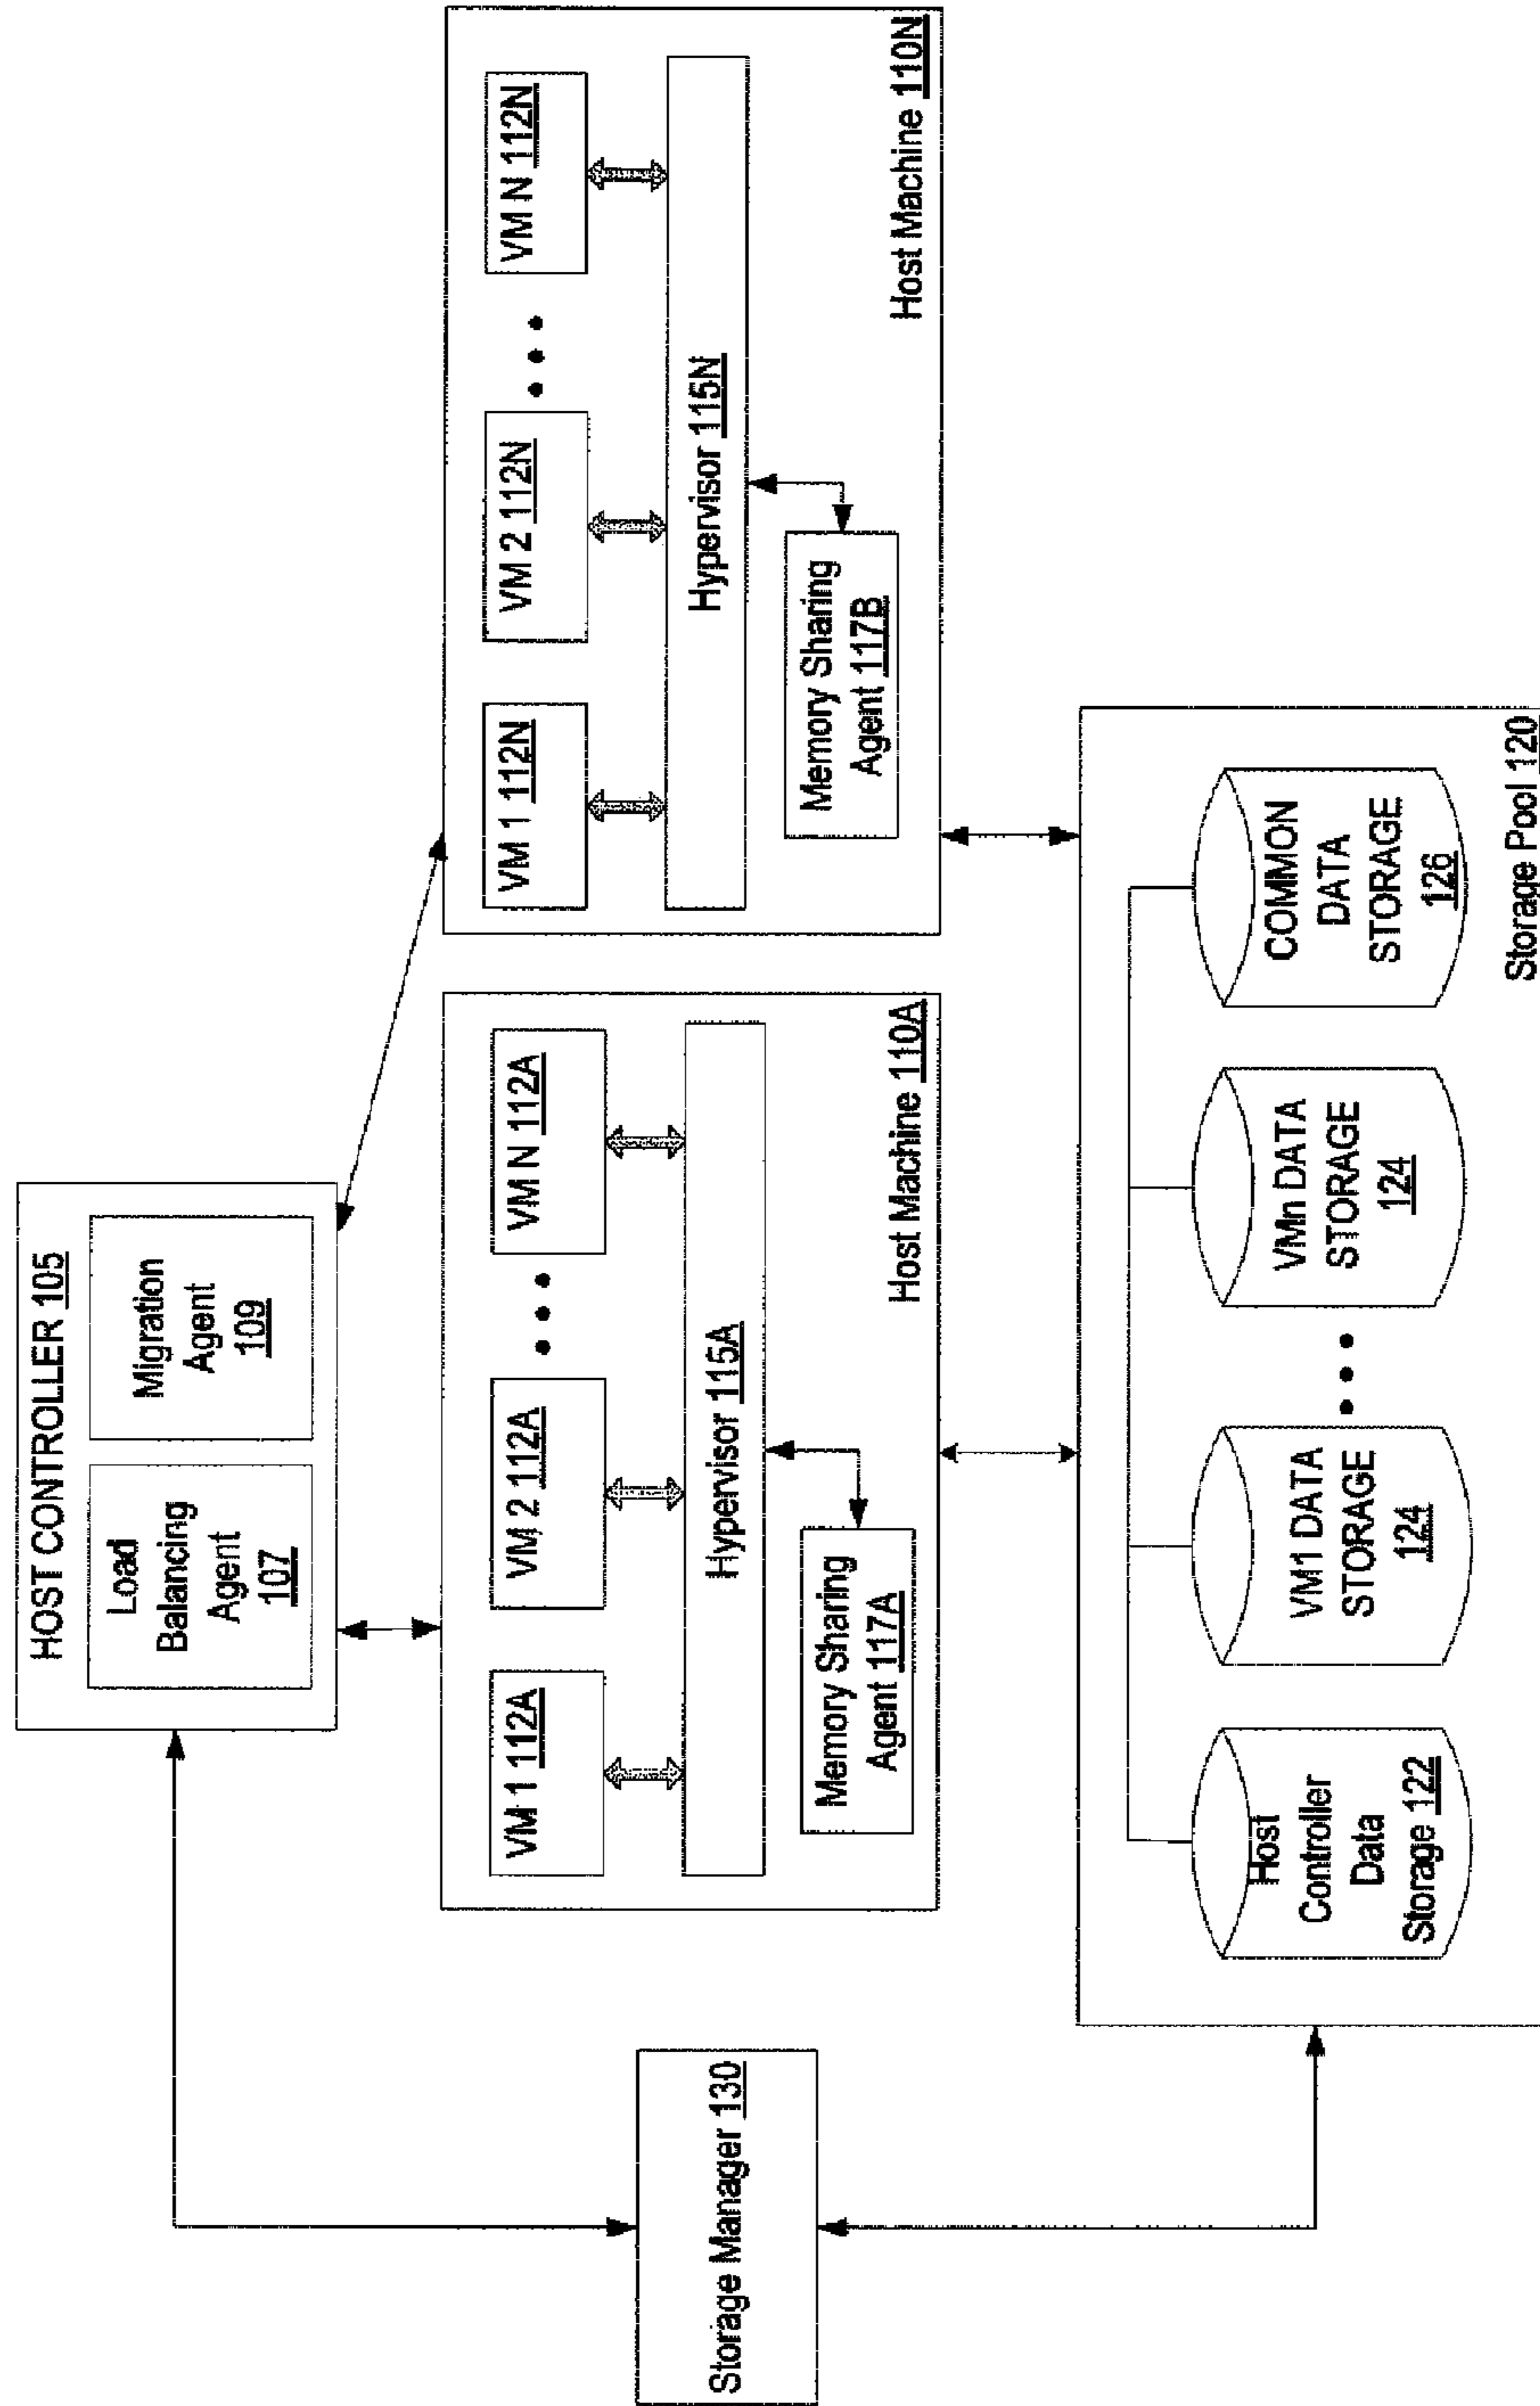 HOST CONTROLLER 105
Load
Balancing
Agent
107
Migration
Agent
109
VM 1 112A
VM 2 112A
VM N 112A
Hypervisor 115A
Memory Sharing
Agent 117A
Host Machine 110A
VM 1 112N
VM 2 112N
VM N 112N
Hypervisor 115N
Memory Sharing
Agent 117B
Host Machine 110N
Storage Manager 130
Host
Controller
Data
Storage 122
VM1 DATA
STORAGE
124
VMn DATA
STORAGE
124
COMMON
DATA
STORAGE
126
Storage Pool 120